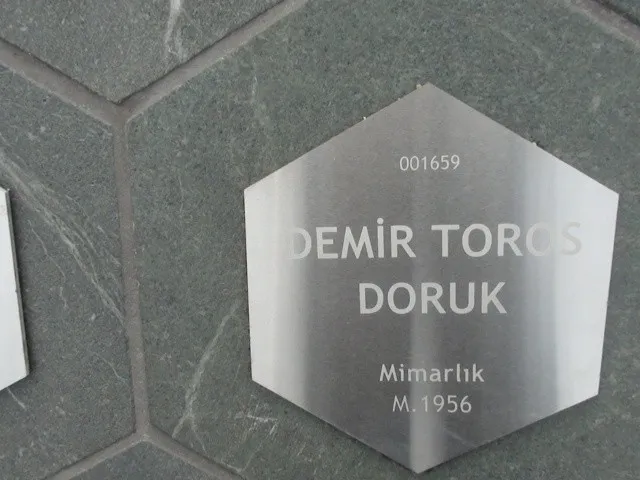 001659
DEMİR TOROS
DORUK
Mimarlık
M.1956